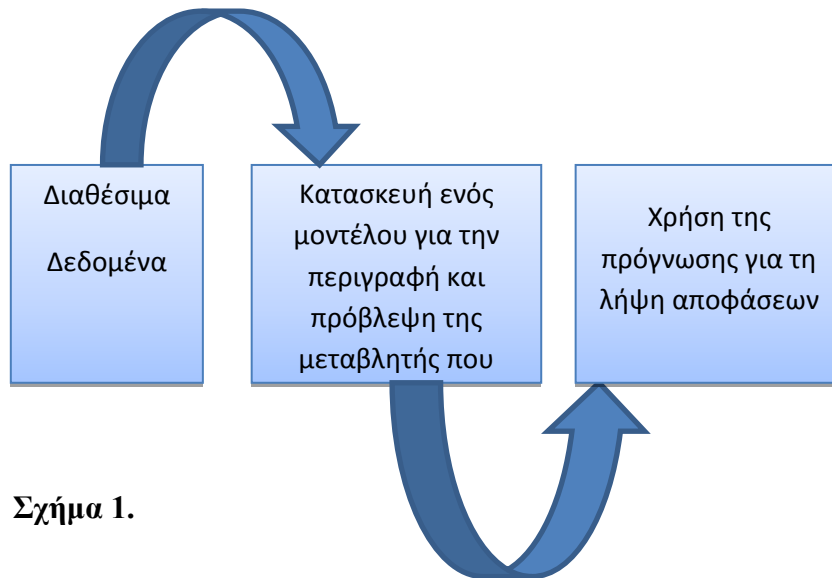 Διαθέσιμα
Δεδομένα
Κατασκευή ενός
μοντέλου για την
περιγραφή και
πρόβλεψη της
μεταβλητής που
Χρήση της
πρόγνωσης για τη
λήψη αποφάσεων
Σχήμα 1.